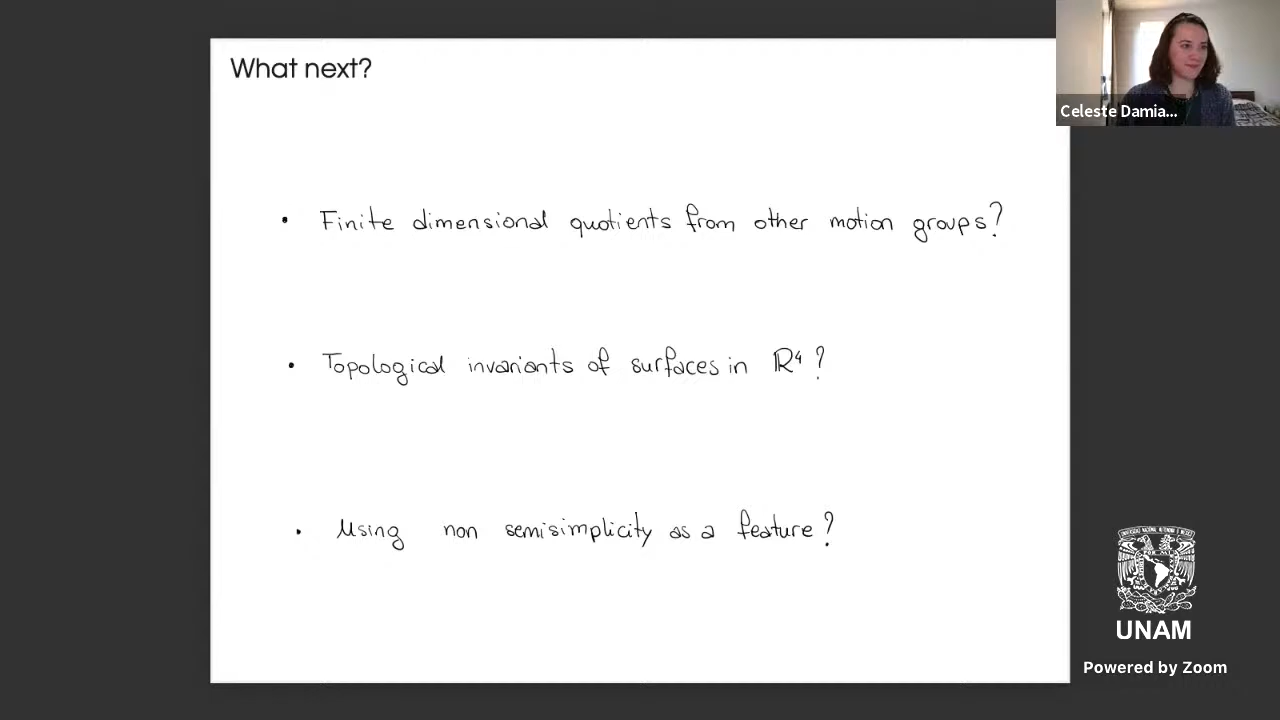 What next?
Celeste Damia...
• Finite dimensional quotients from other motion groups?
• Topological invariants of surfaces in R⁴?
• Using non semisimplicity as a feature?
UNAM
Powered by Zoom